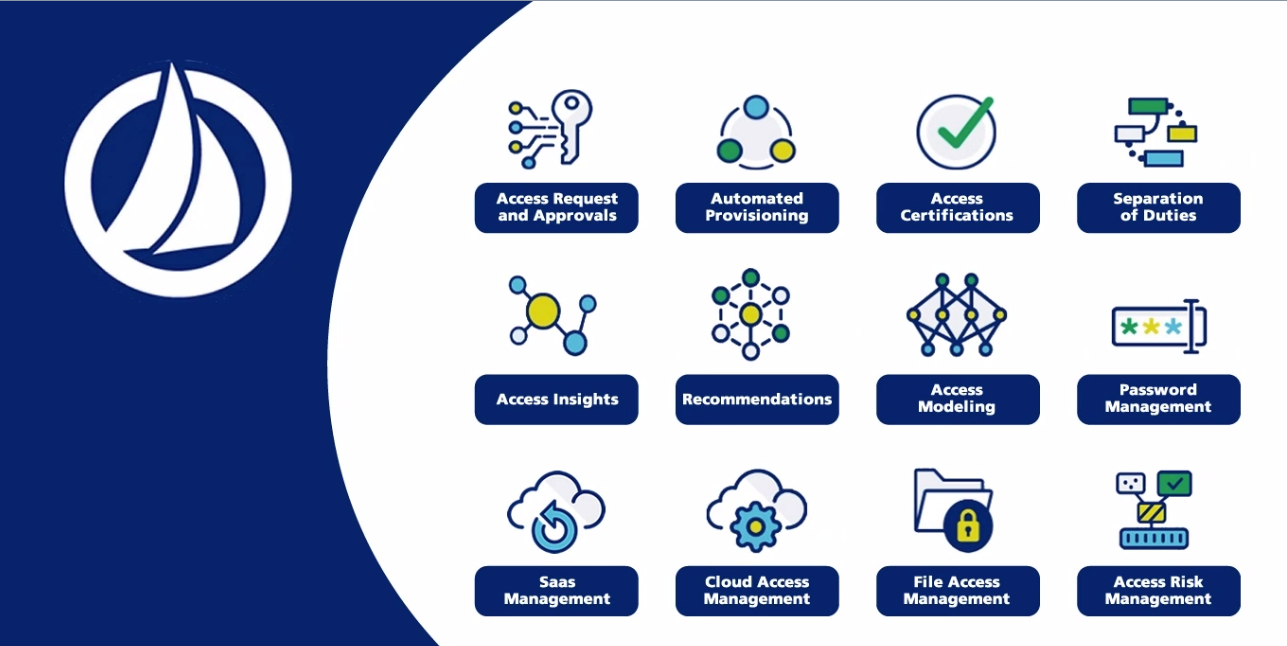 Access Request
and Approvals
Automated
Provisioning
Access
Certifications
Separation
of Duties
Access Insights
Recommendations
Access
Modeling
Password
Management
Saas
Management
Cloud Access
Management
File Access
Management
Access Risk
Management